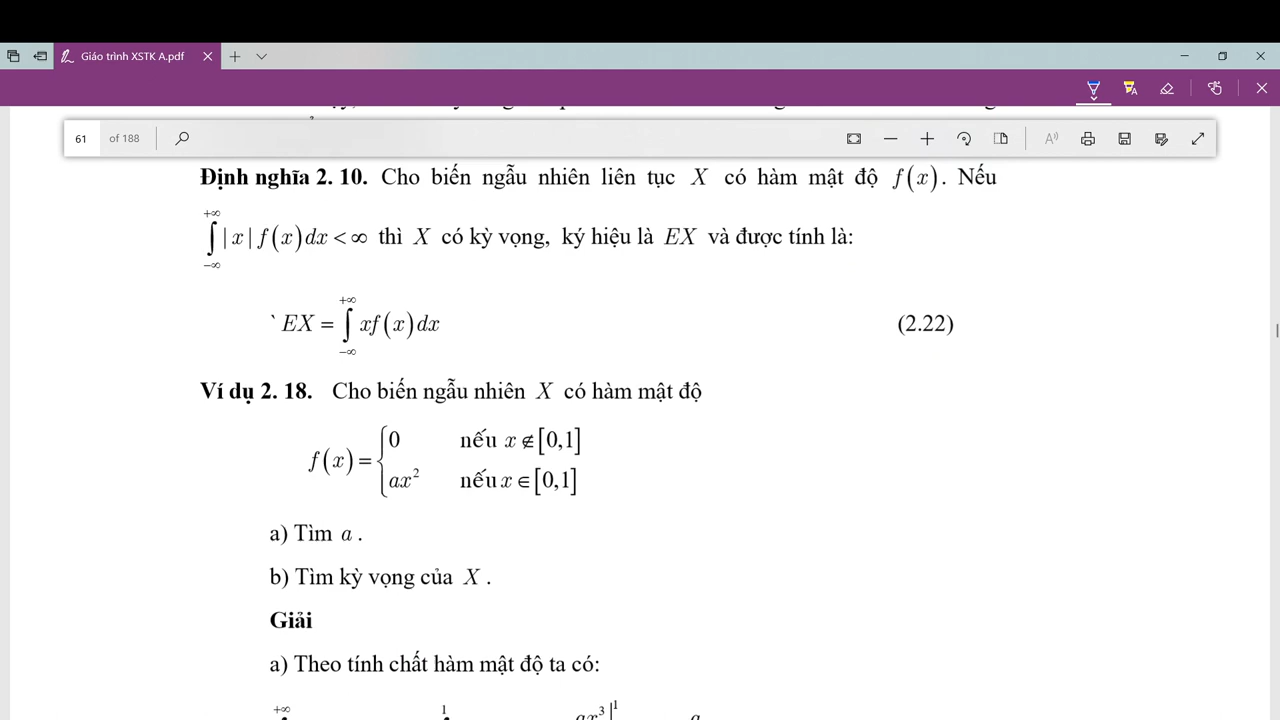 Giáo trình XSTK A.pdf
61 of 188
Định nghĩa 2. 10. Cho biến ngẫu nhiên liên tục X có hàm mật độ f(x). Nếu
∫_{−∞}^{+∞} |x| f(x)dx < ∞ thì X có kỳ vọng, ký hiệu là EX và được tính là:
` EX = ∫_{−∞}^{+∞} xf(x)dx (2.22)
Ví dụ 2. 18. Cho biến ngẫu nhiên X có hàm mật độ
f(x) = { 0 nếu x ∉ [0,1]
ax² nếu x ∈ [0,1]
a) Tìm a .
b) Tìm kỳ vọng của X .
Giải
a) Theo tính chất hàm mật độ ta có:
+∞ 1 ax³ |¹ a